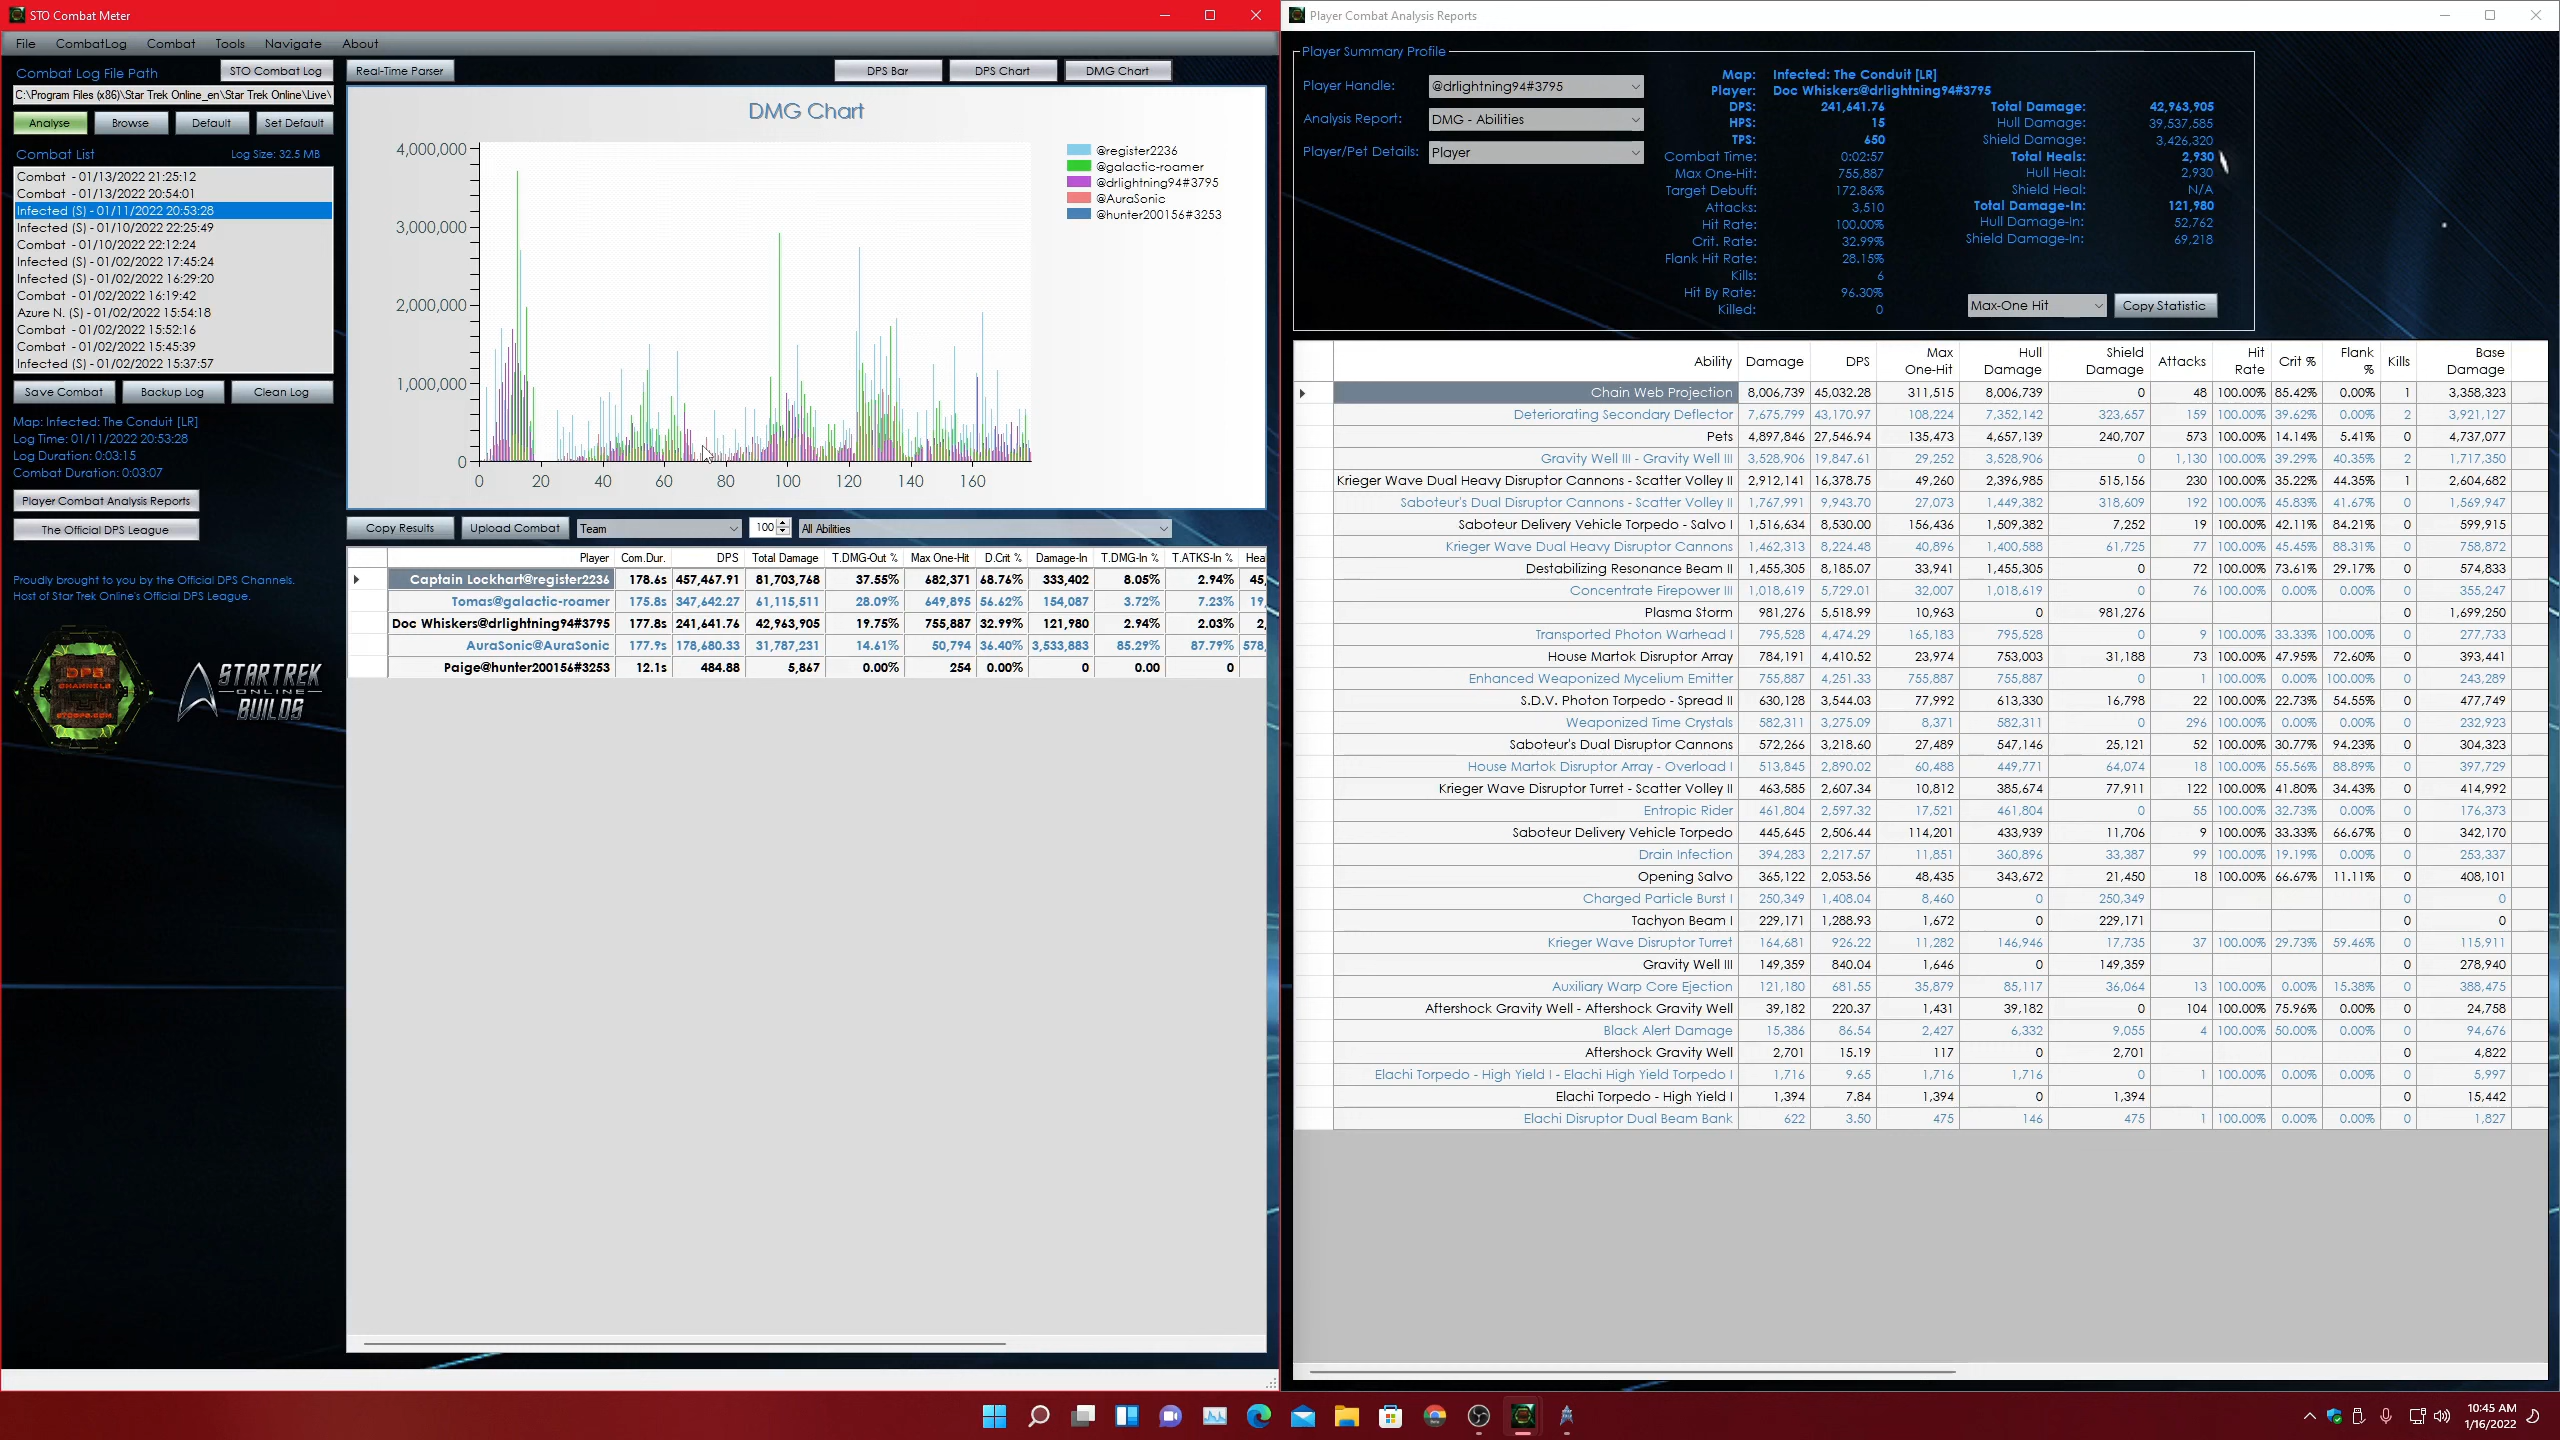 STO Combat Meter
File CombatLog Combat Tools Navigate About
Combat Log File Path STO Combat Log
C:\Program Files (x86)\Star Trek Online_en\Star Trek Online\Live\
Analyse Browse Default Set Default
Combat List Log Size: 32.5 MB
Combat - 01/13/2022 21:25:12
Combat - 01/13/2022 20:54:01
Infected (S) - 01/11/2022 20:53:28
Infected (S) - 01/10/2022 22:25:49
Combat - 01/10/2022 22:12:24
Infected (S) - 01/02/2022 17:45:24
Infected (S) - 01/02/2022 16:29:20
Combat - 01/02/2022 16:19:42
Azure N. (S) - 01/02/2022 15:54:18
Combat - 01/02/2022 15:52:16
Combat - 01/02/2022 15:45:39
Infected (S) - 01/02/2022 15:37:57
Save Combat Backup Log Clean Log
Map: Infected: The Conduit [LR]
Log Time: 01/11/2022 20:53:28
Log Duration: 0:03:15
Combat Duration: 0:03:07
Player Combat Analysis Reports
The Official DPS League
Proudly brought to you by the Official DPS Channels.
Host of Star Trek Online's Official DPS League.
DPS
CHANNELS
STODPS.COM
STARTREK
ONLINE
BUILDS
Real-Time Parser DPS Bar DPS Chart DMG Chart
DMG Chart
4,000,000
3,000,000
2,000,000
1,000,000
0
0 20 40 60 80 100 120 140 160
@register2236
@galactic-roamer
@drlightning94#3795
@AuraSonic
@hunter200156#3253
Copy Results Upload Combat Team 100 All Abilities
Player Com.Dur. DPS Total Damage T.DMG-Out % Max One-Hit D.Crit % Damage-In T.DMG-In % T.ATKS-In % Hea
Captain Lockhart@register2236 178.6s 457,467.91 81,703,768 37.55% 682,371 68.76% 333,402 8.05% 2.94% 45,
Tomas@galactic-roamer 175.8s 347,642.27 61,115,511 28.09% 649,895 56.62% 154,087 3.72% 7.23% 19,
Doc Whiskers@drlightning94#3795 177.8s 241,641.76 42,963,905 19.75% 755,887 32.99% 121,980 2.94% 2.03% 2,
AuraSonic@AuraSonic 177.9s 178,680.33 31,787,231 14.61% 50,794 36.40% 3,533,883 85.29% 87.79% 578,
Paige@hunter200156#3253 12.1s 484.88 5,867 0.00% 254 0.00% 0 0.00 0
Player Combat Analysis Reports
Player Summary Profile
Player Handle: @drlightning94#3795
Analysis Report: DMG - Abilities
Player/Pet Details: Player
Map: Infected: The Conduit [LR]
Player: Doc Whiskers@drlightning94#3795
DPS: 241,641.76 Total Damage: 42,963,905
HPS: 15 Hull Damage: 39,537,585
TPS: 650 Shield Damage: 3,426,320
Combat Time: 0:02:57 Total Heals: 2,930
Max One-Hit: 755,887 Hull Heal: 2,930
Target Debuff: 172.86% Shield Heal: N/A
Attacks: 3,510 Total Damage-In: 121,980
Hit Rate: 100.00% Hull Damage-In: 52,762
Crit. Rate: 32.99% Shield Damage-In: 69,218
Flank Hit Rate: 28.15%
Kills: 6
Hit By Rate: 96.30%
Killed: 0
Max-One Hit Copy Statistic
Ability Damage DPS Max One-Hit Hull Damage Shield Damage Attacks Hit Rate Crit % Flank % Kills Base Damage
Chain Web Projection 8,006,739 45,032.28 311,515 8,006,739 0 48 100.00% 85.42% 0.00% 1 3,358,323
Deteriorating Secondary Deflector 7,675,799 43,170.97 108,224 7,352,142 323,657 159 100.00% 39.62% 0.00% 2 3,921,127
Pets 4,897,846 27,546.94 135,473 4,657,139 240,707 573 100.00% 14.14% 5.41% 0 4,737,077
Gravity Well III - Gravity Well III 3,528,906 19,847.61 29,252 3,528,906 0 1,130 100.00% 39.29% 40.35% 2 1,717,350
Krieger Wave Dual Heavy Disruptor Cannons - Scatter Volley II 2,912,141 16,378.75 49,260 2,396,985 515,156 230 100.00% 35.22% 44.35% 1 2,604,682
Saboteur's Dual Disruptor Cannons - Scatter Volley II 1,767,991 9,943.70 27,073 1,449,382 318,609 192 100.00% 45.83% 41.67% 0 1,569,947
Saboteur Delivery Vehicle Torpedo - Salvo I 1,516,634 8,530.00 156,436 1,509,382 7,252 19 100.00% 42.11% 84.21% 0 599,915
Krieger Wave Dual Heavy Disruptor Cannons 1,462,313 8,224.48 40,896 1,400,588 61,725 77 100.00% 45.45% 88.31% 0 758,872
Destabilizing Resonance Beam II 1,455,305 8,185.07 33,941 1,455,305 0 72 100.00% 73.61% 29.17% 0 574,833
Concentrate Firepower III 1,018,619 5,729.01 32,007 1,018,619 0 76 100.00% 0.00% 0.00% 0 355,247
Plasma Storm 981,276 5,518.99 10,963 0 981,276 0 1,699,250
Transported Photon Warhead I 795,528 4,474.29 165,183 795,528 0 9 100.00% 33.33% 100.00% 0 277,733
House Martok Disruptor Array 784,191 4,410.52 23,974 753,003 31,188 73 100.00% 47.95% 72.60% 0 393,441
Enhanced Weaponized Mycelium Emitter 755,887 4,251.33 755,887 755,887 0 1 100.00% 0.00% 100.00% 0 243,289
S.D.V. Photon Torpedo - Spread II 630,128 3,544.03 77,992 613,330 16,798 22 100.00% 22.73% 54.55% 0 477,749
Weaponized Time Crystals 582,311 3,275.09 8,371 582,311 0 296 100.00% 0.00% 0.00% 0 232,923
Saboteur's Dual Disruptor Cannons 572,266 3,218.60 27,489 547,146 25,121 52 100.00% 30.77% 94.23% 0 304,323
House Martok Disruptor Array - Overload I 513,845 2,890.02 60,488 449,771 64,074 18 100.00% 55.56% 88.89% 0 397,729
Krieger Wave Disruptor Turret - Scatter Volley II 463,585 2,607.34 10,812 385,674 77,911 122 100.00% 41.80% 34.43% 0 414,992
Entropic Rider 461,804 2,597.32 17,521 461,804 0 55 100.00% 32.73% 0.00% 0 176,373
Saboteur Delivery Vehicle Torpedo 445,645 2,506.44 114,201 433,939 11,706 9 100.00% 33.33% 66.67% 0 342,170
Drain Infection 394,283 2,217.57 11,851 360,896 33,387 99 100.00% 19.19% 0.00% 0 253,337
Opening Salvo 365,122 2,053.56 48,435 343,672 21,450 18 100.00% 66.67% 11.11% 0 408,101
Charged Particle Burst I 250,349 1,408.04 8,460 0 250,349 0 0
Tachyon Beam I 229,171 1,288.93 1,672 0 229,171 0 0
Krieger Wave Disruptor Turret 164,681 926.22 11,282 146,946 17,735 37 100.00% 29.73% 59.46% 0 115,911
Gravity Well III 149,359 840.04 1,646 0 149,359 0 278,940
Auxiliary Warp Core Ejection 121,180 681.55 35,879 85,117 36,064 13 100.00% 0.00% 15.38% 0 388,475
Aftershock Gravity Well - Aftershock Gravity Well 39,182 220.37 1,431 39,182 0 104 100.00% 75.96% 0.00% 0 24,758
Black Alert Damage 15,386 86.54 2,427 6,332 9,055 4 100.00% 50.00% 0.00% 0 94,676
Aftershock Gravity Well 2,701 15.19 117 0 2,701 0 4,822
Elachi Torpedo - High Yield I - Elachi High Yield Torpedo I 1,716 9.65 1,716 1,716 0 1 100.00% 0.00% 0.00% 0 5,997
Elachi Torpedo - High Yield I 1,394 7.84 1,394 0 1,394 0 15,442
Elachi Disruptor Dual Beam Bank 622 3.50 475 146 475 1 100.00% 0.00% 0.00% 0 1,827
10:45 AM
1/16/2022